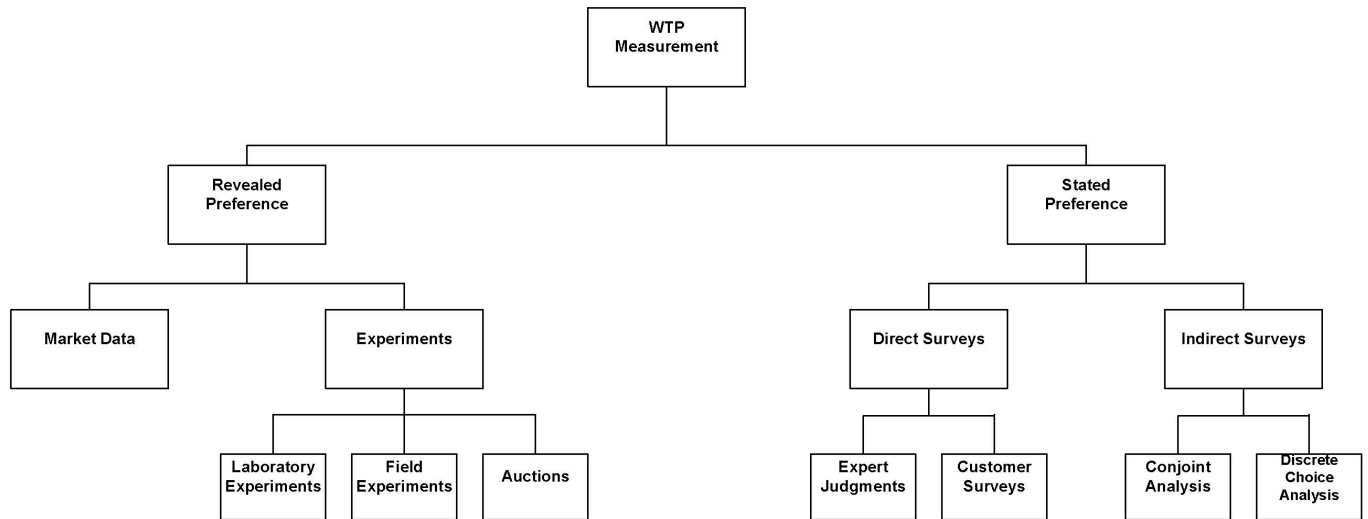 WTP
Measurement
Revealed
Preference
Stated
Preference
Market Data
Experiments
Direct Surveys
Indirect Surveys
Laboratory
Experiments
Field
Experiments
Auctions
Expert
Judgments
Customer
Surveys
Conjoint
Analysis
Discrete
Choice
Analysis